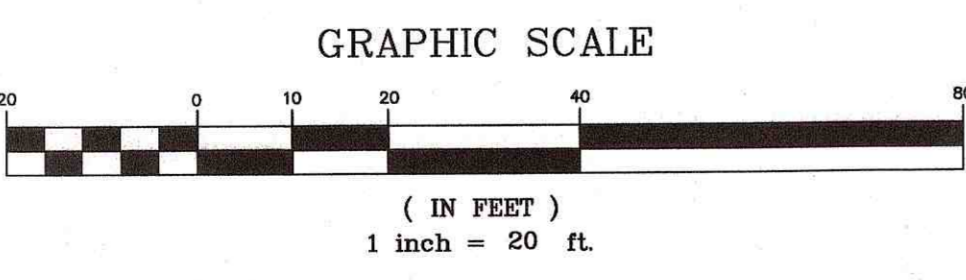 GRAPHIC SCALE
20 0 10 20 40 80
( IN FEET )
1 inch = 20 ft.